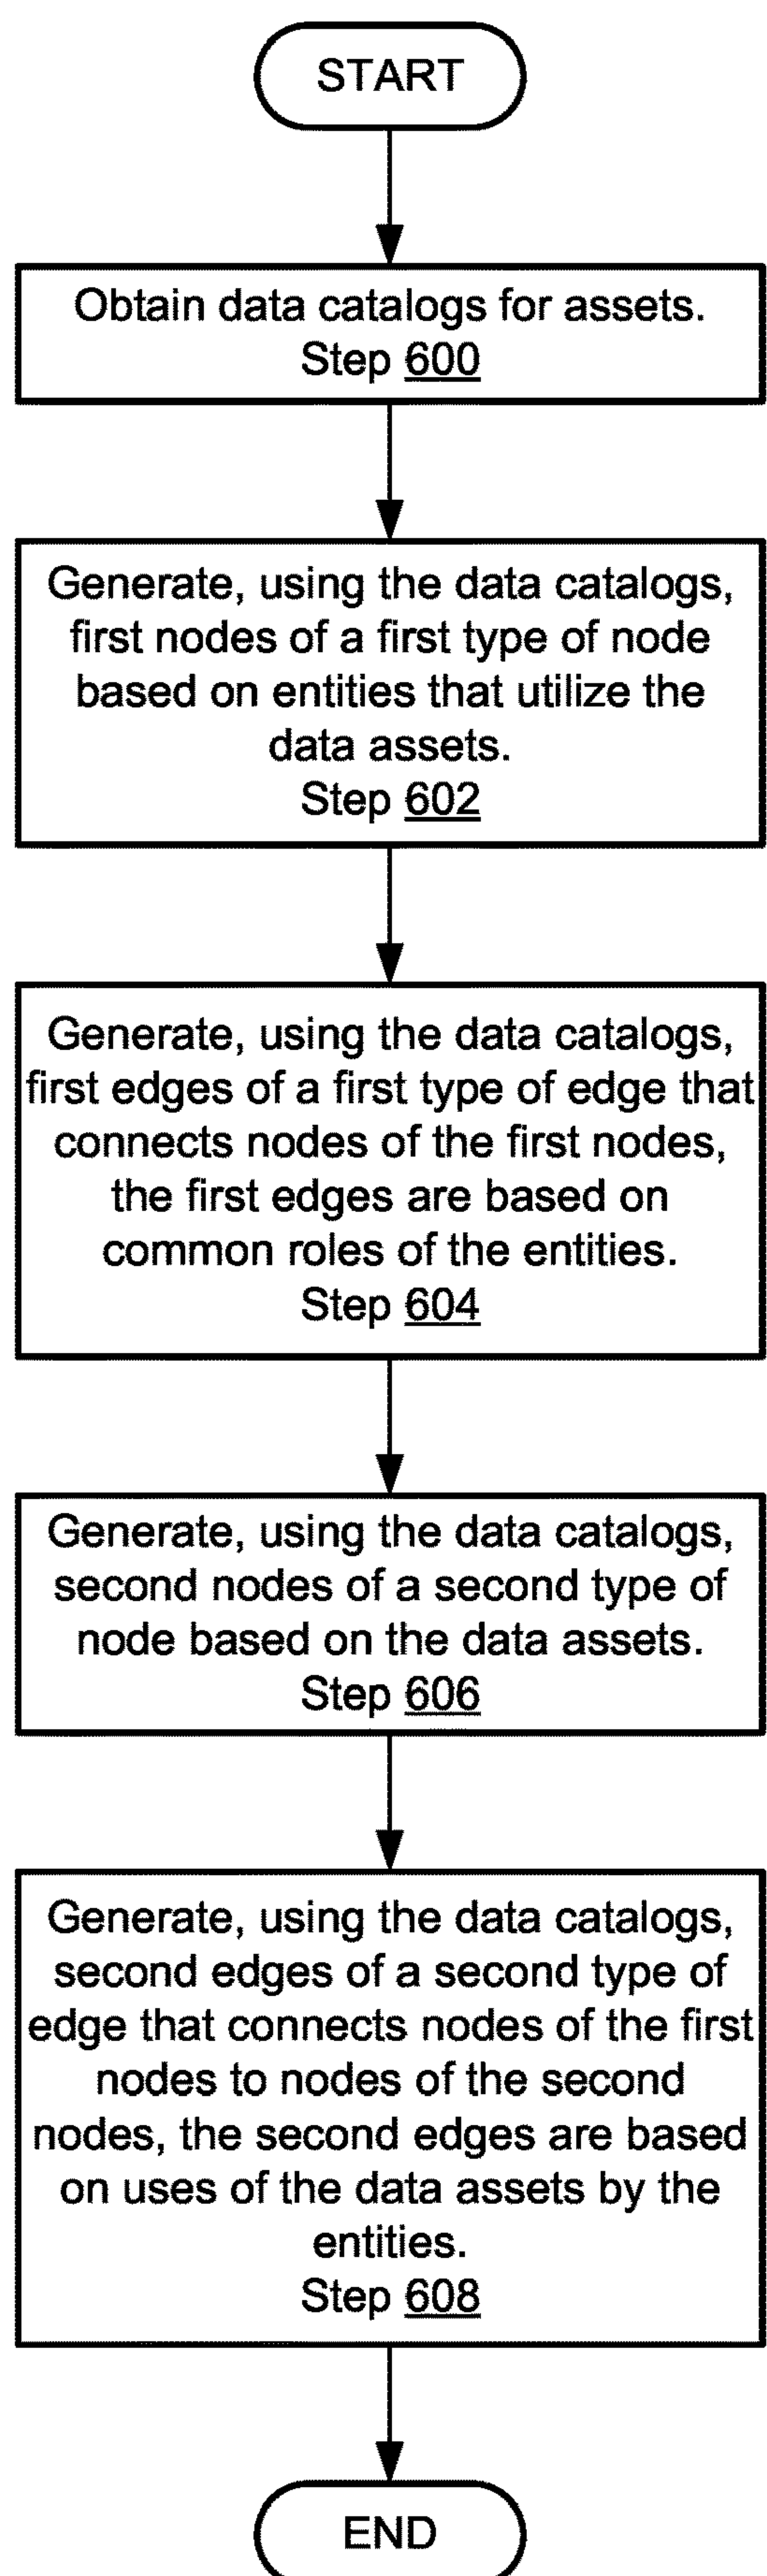 START
Obtain data catalogs for assets.
Step 600
Generate, using the data catalogs,
first nodes of a first type of node
based on entities that utilize the
data assets.
Step 602
Generate, using the data catalogs,
first edges of a first type of edge that
connects nodes of the first nodes,
the first edges are based on
common roles of the entities.
Step 604
Generate, using the data catalogs,
second nodes of a second type of
node based on the data assets.
Step 606
Generate, using the data catalogs,
second edges of a second type of
edge that connects nodes of the first
nodes to nodes of the second
nodes, the second edges are based
on uses of the data assets by the
entities.
Step 608
END